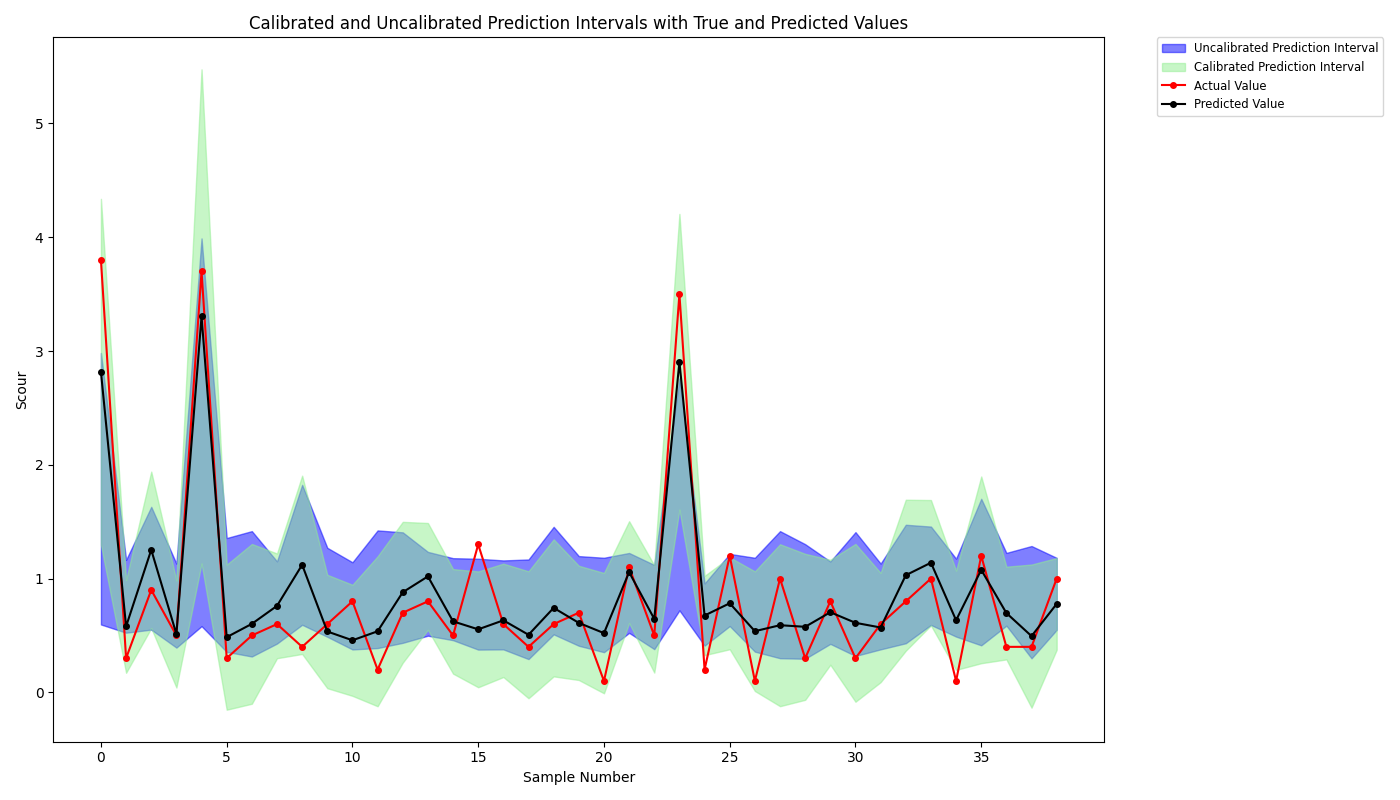 Calibrated and Uncalibrated Prediction Intervals with True and Predicted Values
Uncalibrated Prediction Interval
Calibrated Prediction Interval
Actual Value
Predicted Value
Scour
5
4
3
2
1
0
0 5 10 15 20 25 30 35
Sample Number